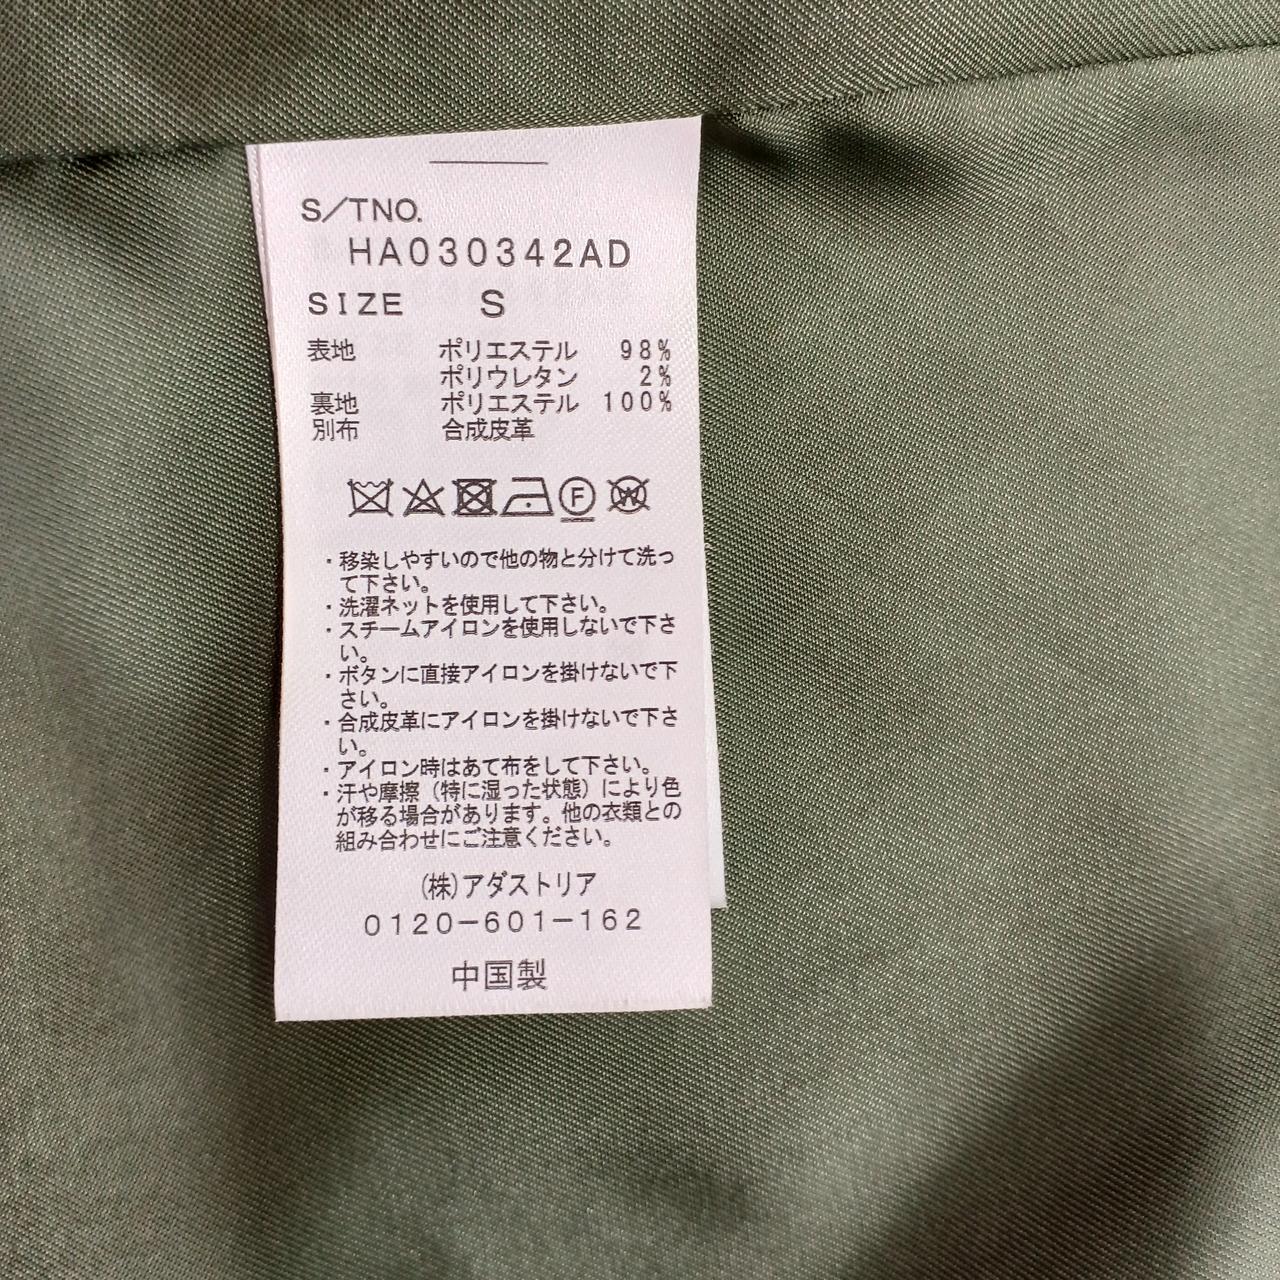 S/TNO.
HA030342AD
SIZE S
表地 ポリエステル 98%
ポリウレタン 2%
裏地 ポリエステル 100%
別布 合成皮革
F W
・移染しやすいので他の物と分けて洗っ
て下さい。
・洗濯ネットを使用して下さい。
・スチームアイロンを使用しないで下さ
い。
・ボタンに直接アイロンを掛けないで下
さい。
・合成皮革にアイロンを掛けないで下さ
い。
・アイロン時はあて布をして下さい。
・汗や摩擦(特に湿った状態)により色
が移る場合があります。他の衣類との
組み合わせにご注意ください。
(株)アダストリア
0120-601-162
中国製